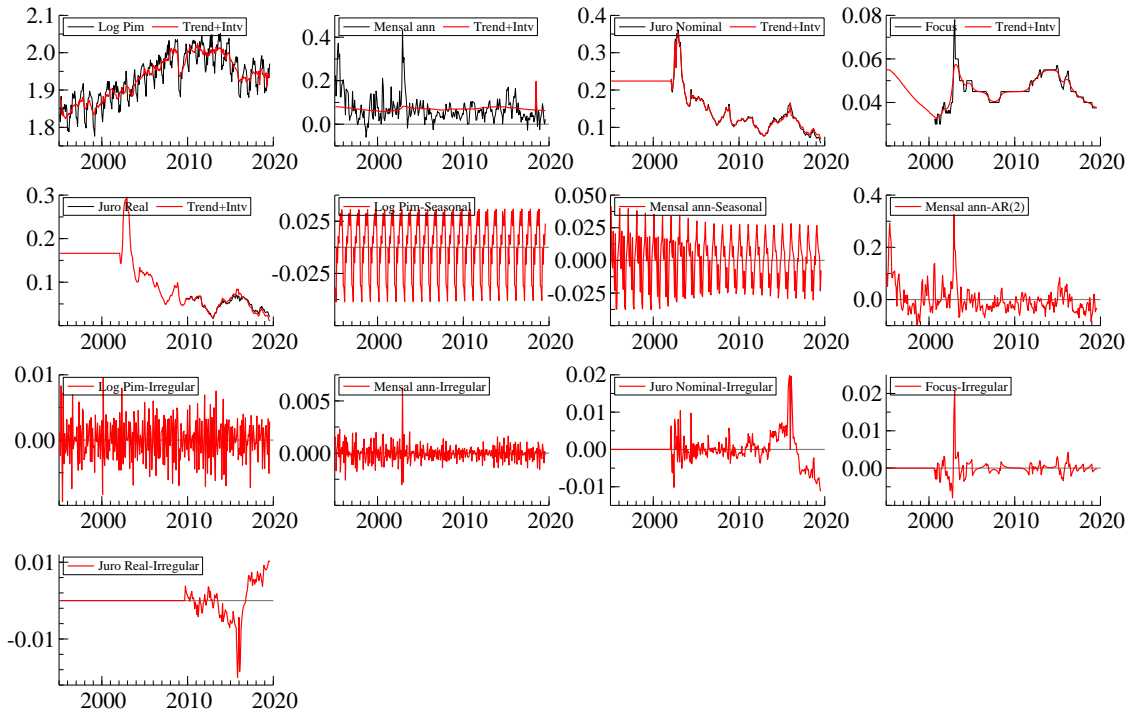 Log Pim Trend+Intv
2.1
2.0
1.9
1.8
2000 2010 2020
Mensal ann Trend+Intv
0.4
0.2
0.0
2000 2010 2020
Juro Nominal Trend+Intv
0.4
0.3
0.2
0.1
2000 2010 2020
Focus Trend+Intv
0.08
0.06
0.04
2000 2010 2020
Juro Real Trend+Intv
0.3
0.2
0.1
2000 2010 2020
Log Pim-Seasonal
0.025
-0.025
2000 2010 2020
Mensal ann-Seasonal
0.050
0.025
0.000
-0.025
2000 2010 2020
Mensal ann-AR(2)
0.4
0.2
0.0
2000 2010 2020
Log Pim-Irregular
0.01
0.00
2000 2010 2020
Mensal ann-Irregular
0.005
0.000
2000 2010 2020
Juro Nominal-Irregular
0.02
0.01
0.00
-0.01
2000 2010 2020
Focus-Irregular
0.02
0.01
0.00
2000 2010 2020
Juro Real-Irregular
0.01
-0.01
2000 2010 2020